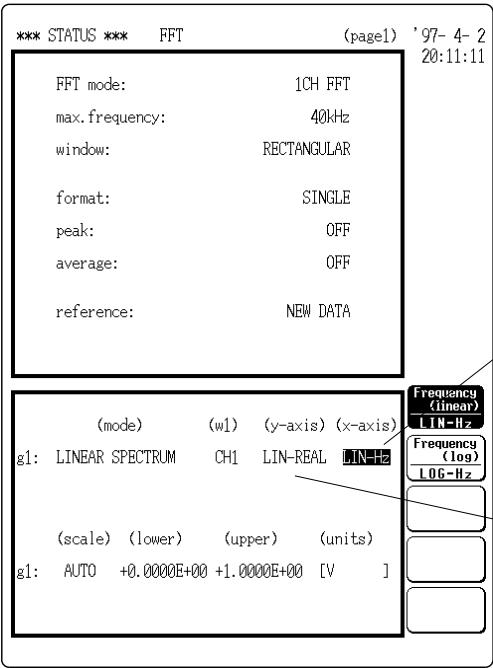 *** STATUS *** FFT (page1) '97- 4- 2
20:11:11
FFT mode: 1CH FFT
max.frequency: 40kHz
window: RECTANGULAR
format: SINGLE
peak: OFF
average: OFF
reference: NEW DATA
Frequency
(linear)
LIN-Hz
(mode) (w1) (y-axis) (x-axis)
g1: LINEAR SPECTRUM CH1 LIN-REAL LIN-Hz
Frequency
(log)
LOG-Hz
(scale) (lower) (upper) (units)
g1: AUTO +0.0000E+00 +1.0000E+00 [V ]